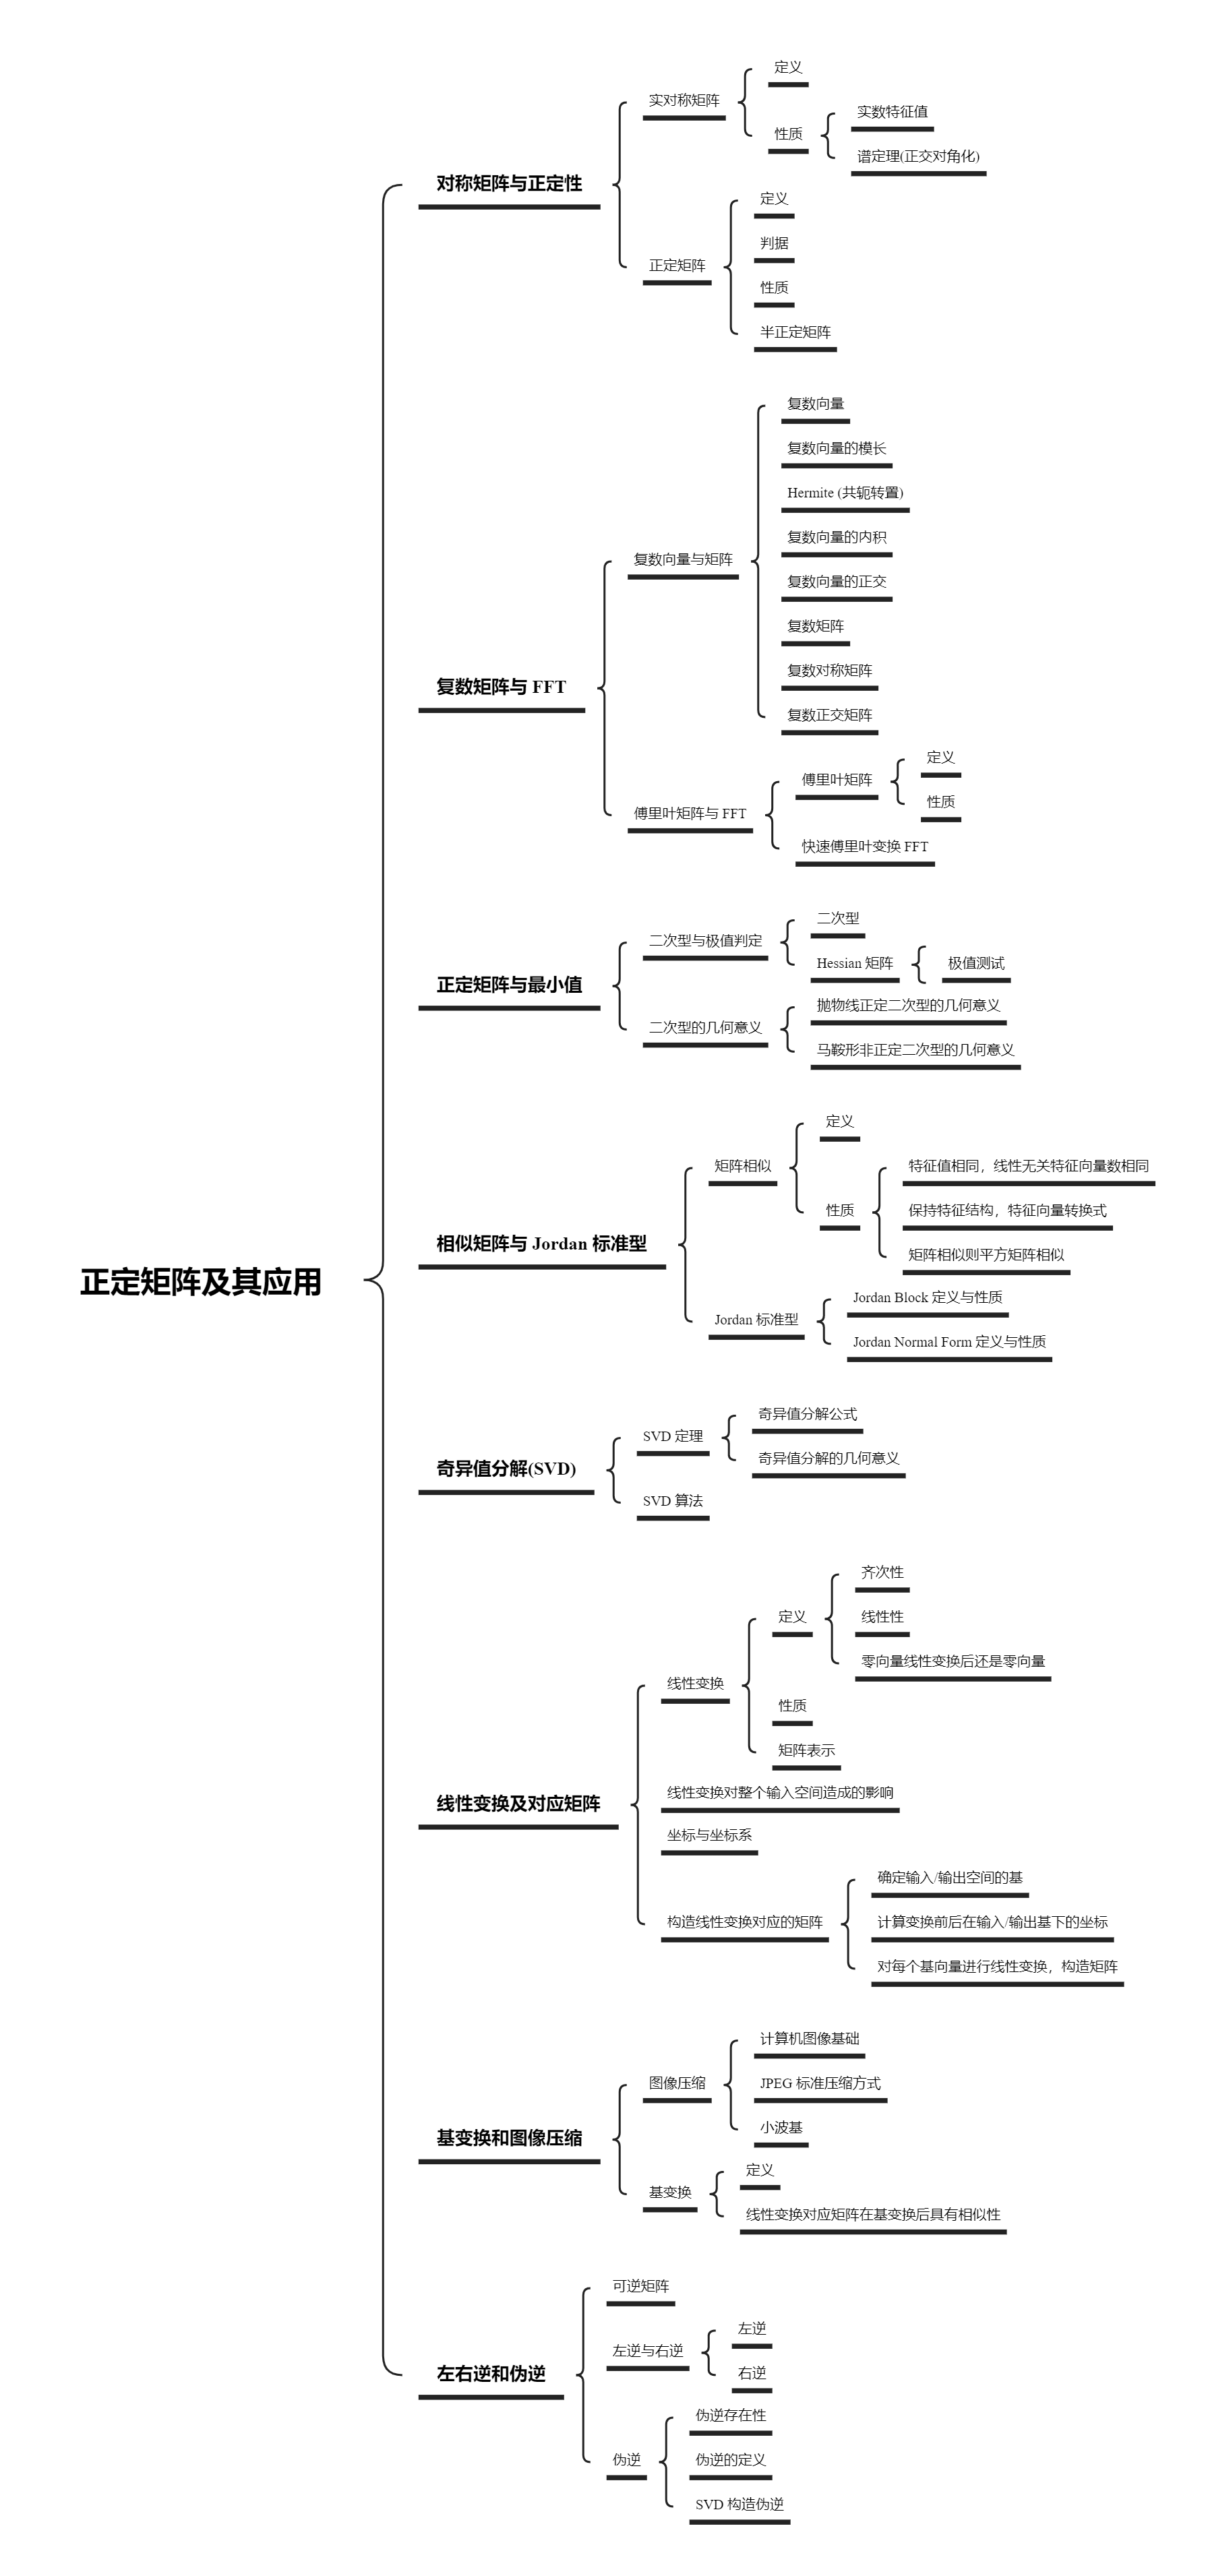 正定矩阵及其应用
对称矩阵与正定性
实对称矩阵
定义
性质
实数特征值
谱定理(正交对角化)
正定矩阵
定义
判据
性质
半正定矩阵
复数矩阵与 FFT
复数向量与矩阵
复数向量
复数向量的模长
Hermite (共轭转置)
复数向量的内积
复数向量的正交
复数矩阵
复数对称矩阵
复数正交矩阵
傅里叶矩阵与 FFT
傅里叶矩阵
定义
性质
快速傅里叶变换 FFT
正定矩阵与最小值
二次型与极值判定
二次型
Hessian 矩阵
极值测试
二次型的几何意义
抛物线正定二次型的几何意义
马鞍形非正定二次型的几何意义
相似矩阵与 Jordan 标准型
矩阵相似
定义
性质
特征值相同，线性无关特征向量数相同
保持特征结构，特征向量转换式
矩阵相似则平方矩阵相似
Jordan 标准型
Jordan Block 定义与性质
Jordan Normal Form 定义与性质
奇异值分解(SVD)
SVD 定理
奇异值分解公式
奇异值分解的几何意义
SVD 算法
线性变换及对应矩阵
线性变换
定义
齐次性
线性性
零向量线性变换后还是零向量
性质
矩阵表示
线性变换对整个输入空间造成的影响
坐标与坐标系
构造线性变换对应的矩阵
确定输入/输出空间的基
计算变换前后在输入/输出基下的坐标
对每个基向量进行线性变换，构造矩阵
基变换和图像压缩
图像压缩
计算机图像基础
JPEG 标准压缩方式
小波基
基变换
定义
线性变换对应矩阵在基变换后具有相似性
左右逆和伪逆
可逆矩阵
左逆与右逆
左逆
右逆
伪逆
伪逆存在性
伪逆的定义
SVD 构造伪逆